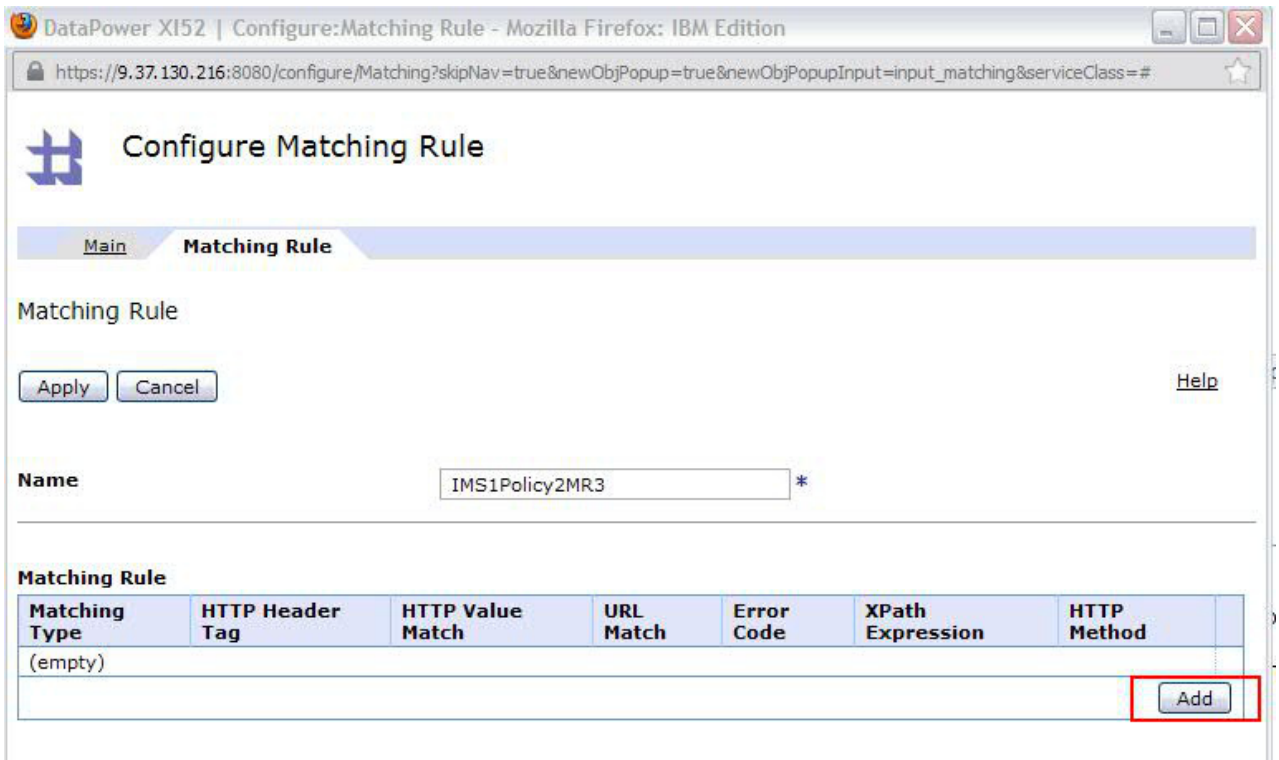 DataPower XI52 | Configure:Matching Rule - Mozilla Firefox: IBM Edition
https://9.37.130.216:8080/configure/Matching?skipNav=true&newObjPopup=true&newObjPopupInput=input_matching&serviceClass=#
Configure Matching Rule
Main Matching Rule
Matching Rule
Apply Cancel Help
Name IMS1Policy2MR3 *
Matching Rule
Matching Type HTTP Header Tag HTTP Value Match URL Match Error Code XPath Expression HTTP Method
(empty)
Add